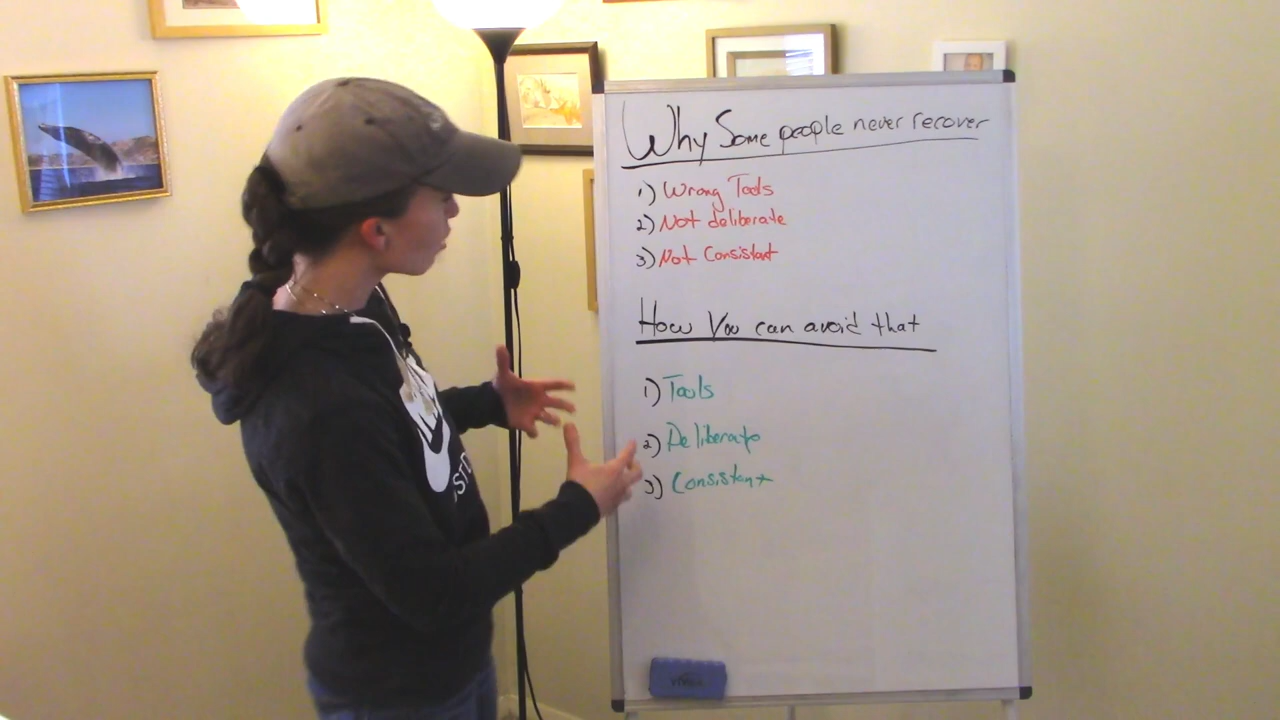 Why Some people never recover
1) Wrong Tools
2) Not deliberate
3) Not Consistant
How You can avoid that
1) Tools
2) Deliberate
3) Consistant